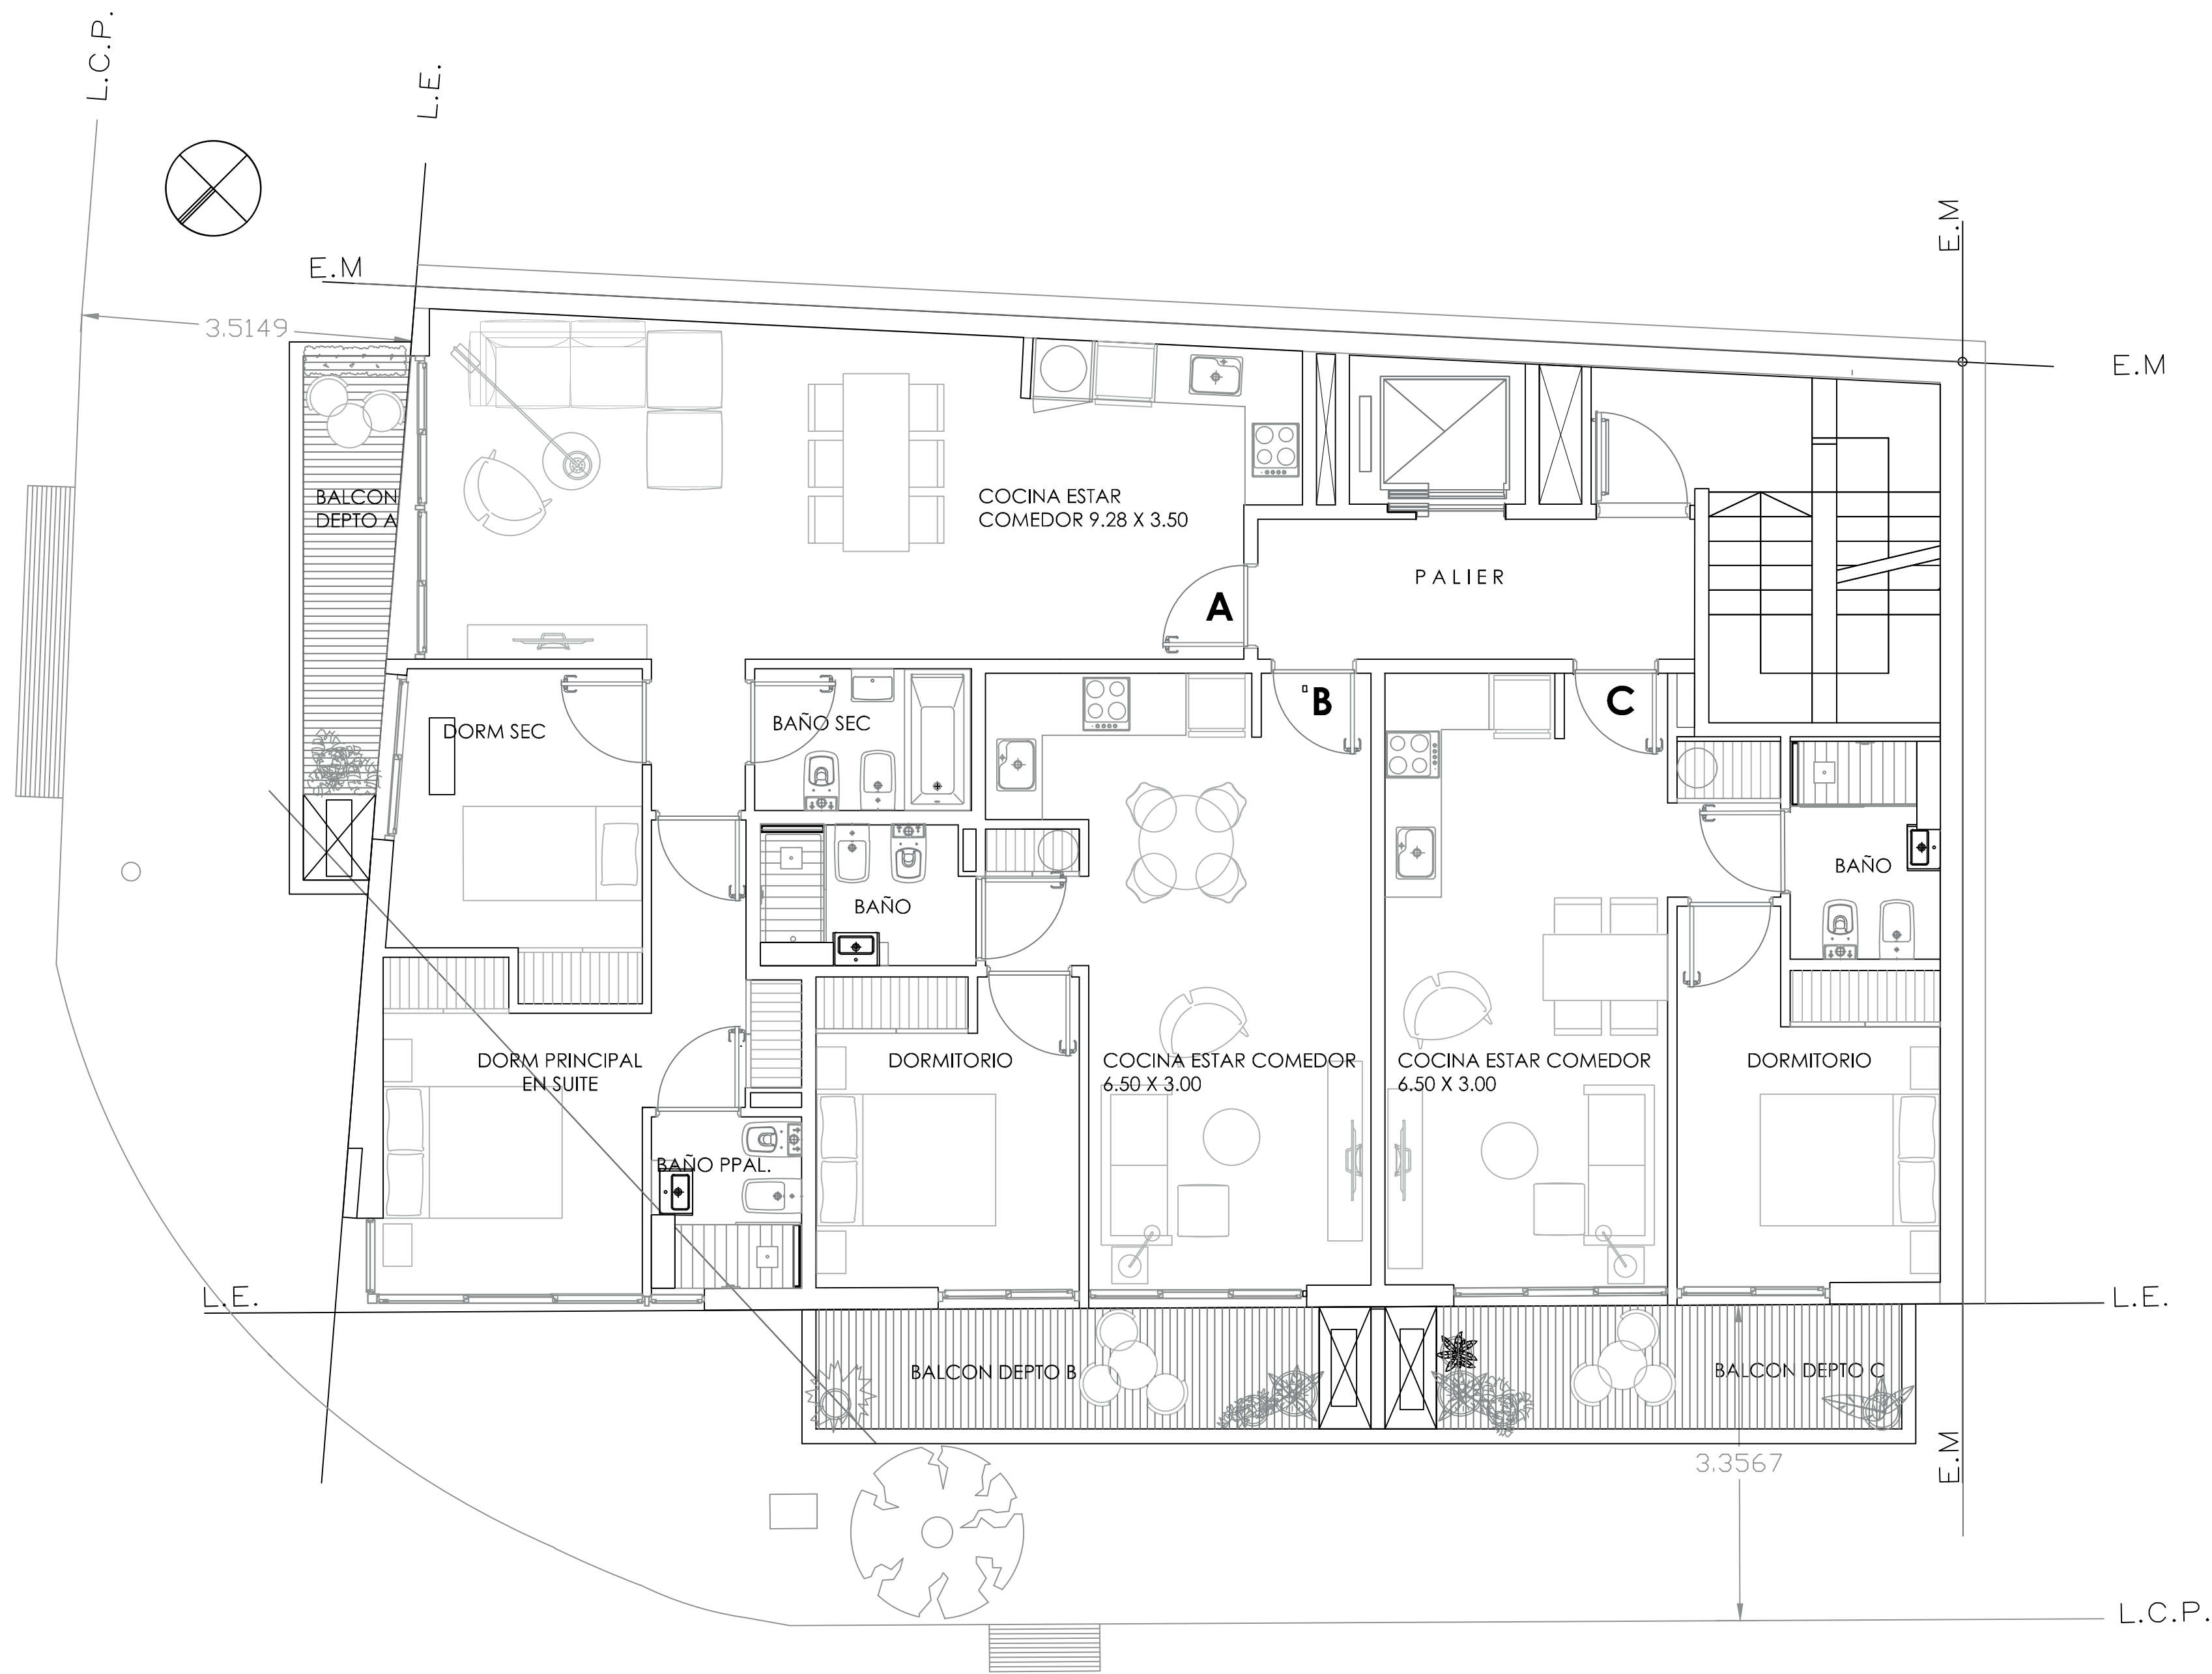 L.C.P.
L.E.
E.M
E.M
3.5149
E.M
BALCON
DEPTO A
COCINA ESTAR
COMEDOR 9.28 X 3.50
PALIER
A
B
C
DORM SEC
BAÑO SEC
BAÑO
BAÑO
DORM PRINCIPAL
EN SUITE
DORMITORIO
COCINA ESTAR COMEDOR
6.50 X 3.00
COCINA ESTAR COMEDOR
6.50 X 3.00
DORMITORIO
BAÑO PPAL.
L.E.
L.E.
BALCON DEPTO B
BALCON DEPTO C
3.3567
E.M
L.C.P.